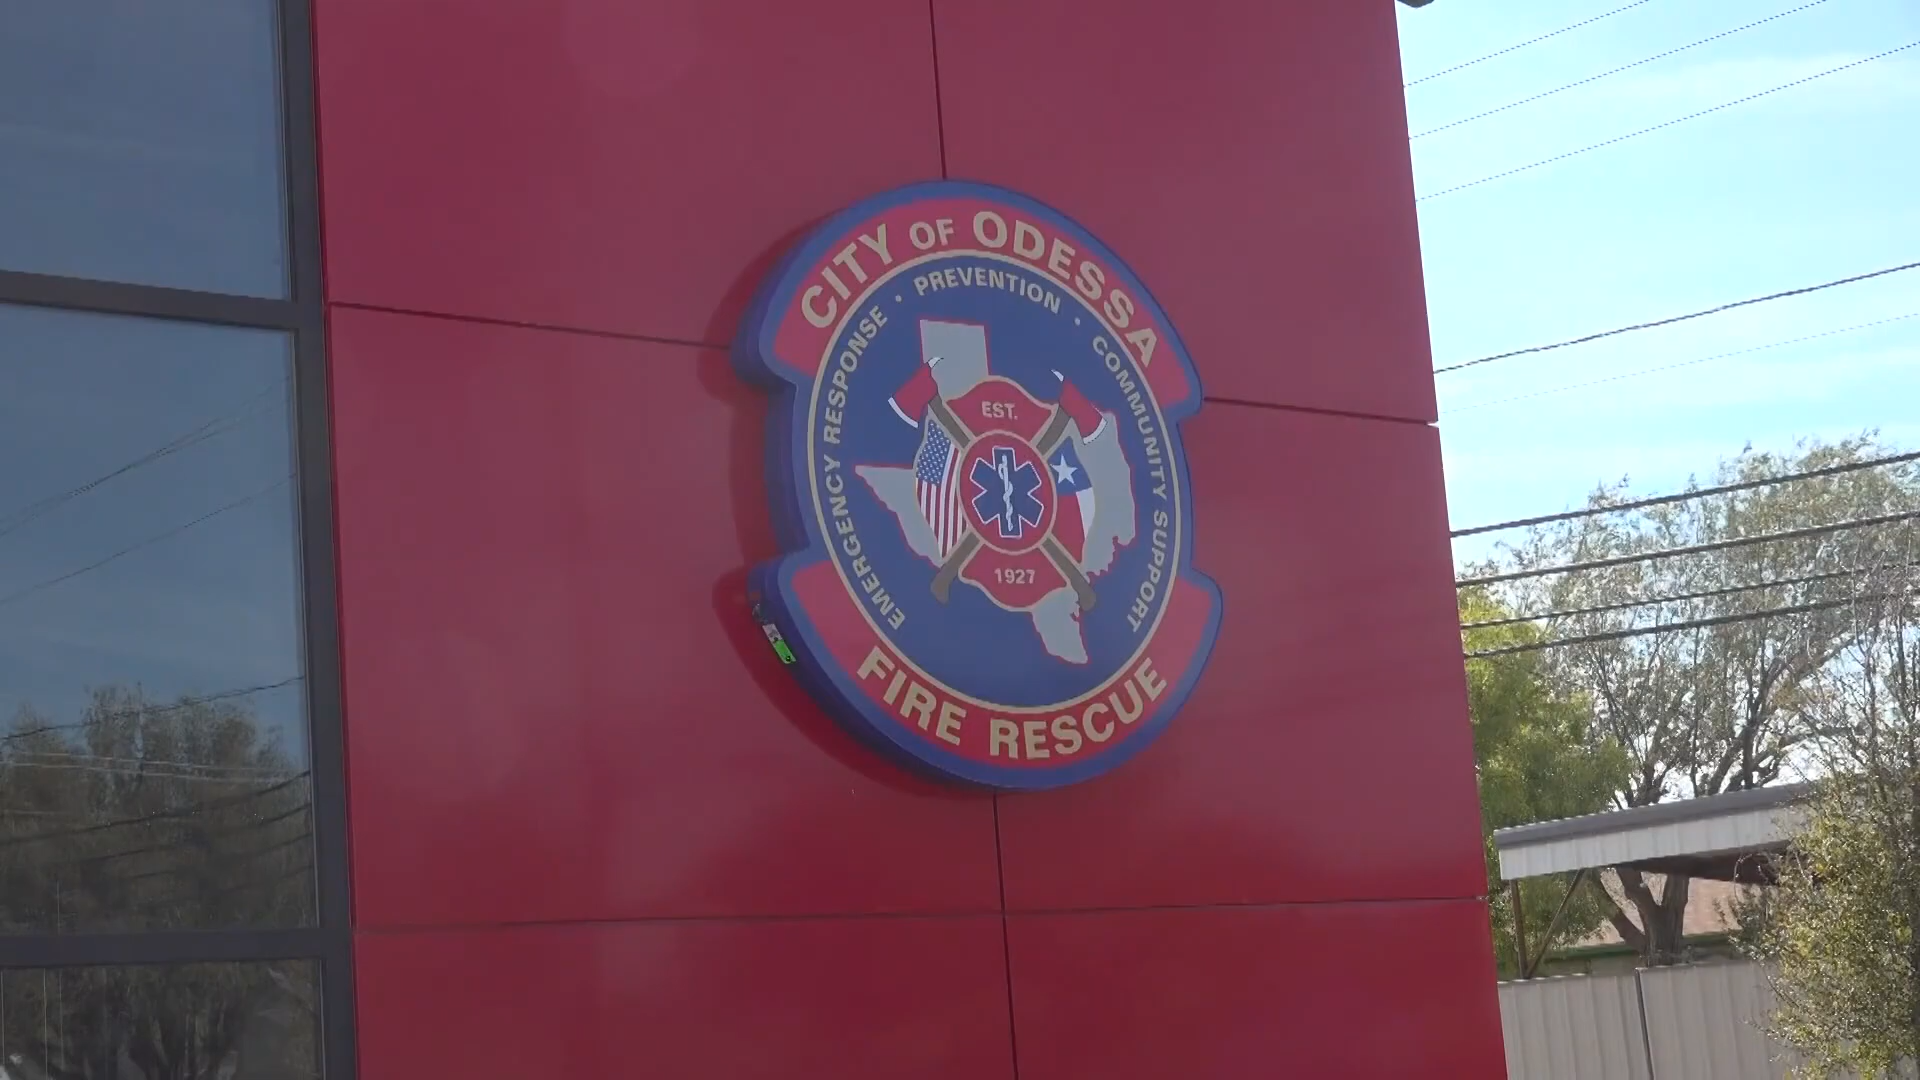 CITY OF ODESSA
EMERGENCY RESPONSE · PREVENTION · COMMUNITY SUPPORT
EST.
1927
FIRE RESCUE